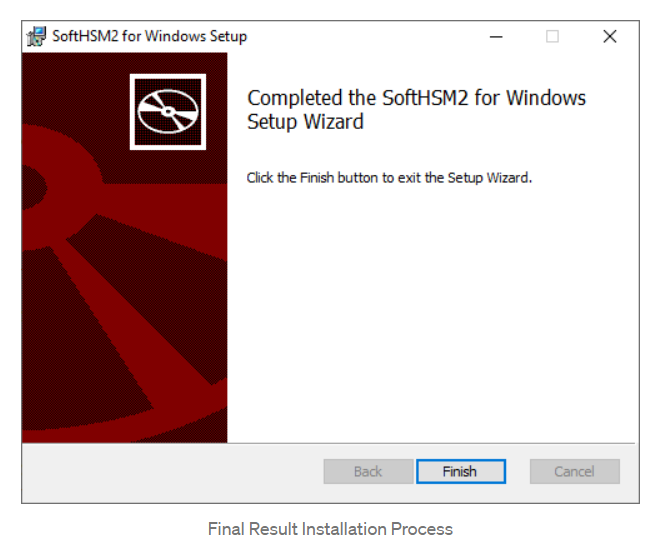 SoftHSM2 for Windows Setup
Completed the SoftHSM2 for Windows
Setup Wizard
Click the Finish button to exit the Setup Wizard.
Back
Finish
Cancel
Final Result Installation Process